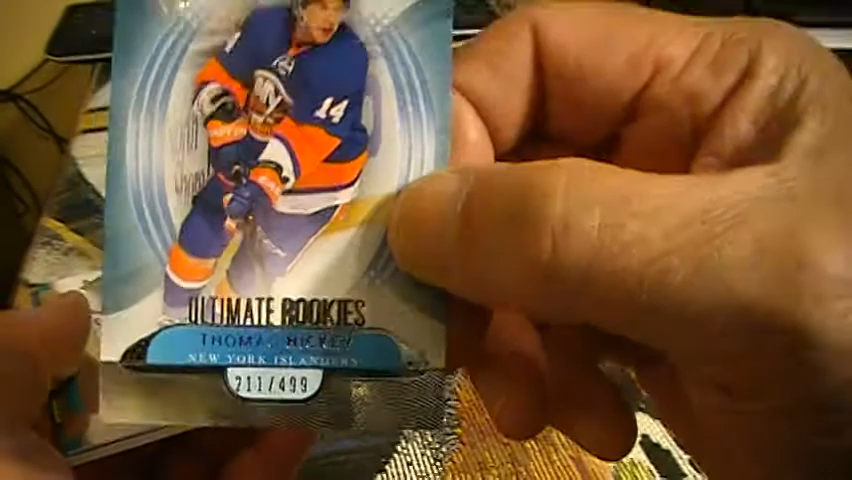 14
ULTIMATE ROOKIES
THOMAS HICKEY
NEW YORK ISLANDERS
211/499